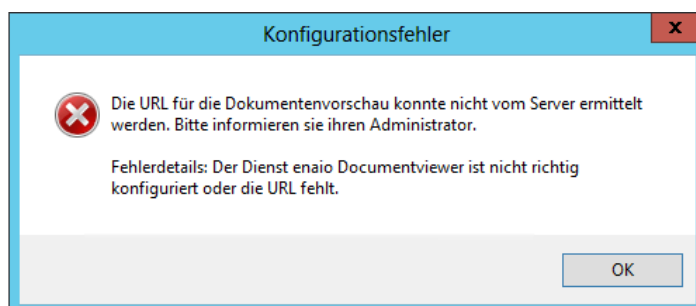 Konfigurationsfehler
x
Die URL für die Dokumentenvorschau konnte nicht vom Server ermittelt
werden. Bitte informieren sie ihren Administrator.
Fehlerdetails: Der Dienst enaio Documentviewer ist nicht richtig
konfiguriert oder die URL fehlt.
OK